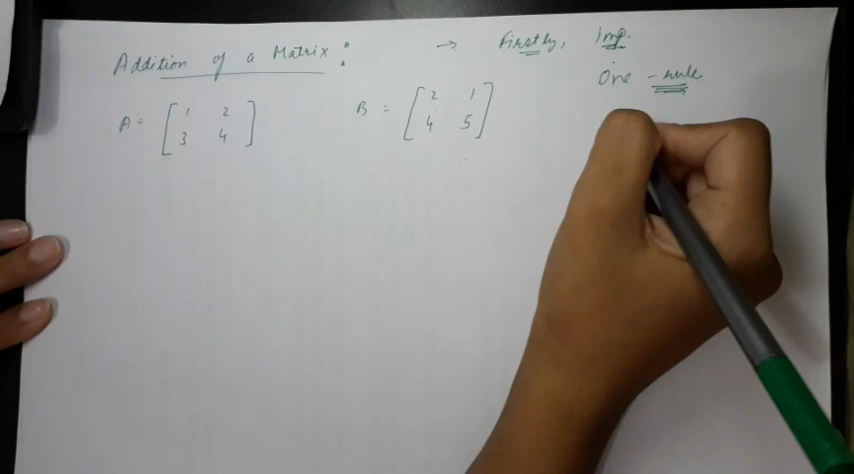 Addition of a Matrix:
→ Firstly, imp.
One - rule
A = [1 2
3 4]
B = [2 1
4 5]